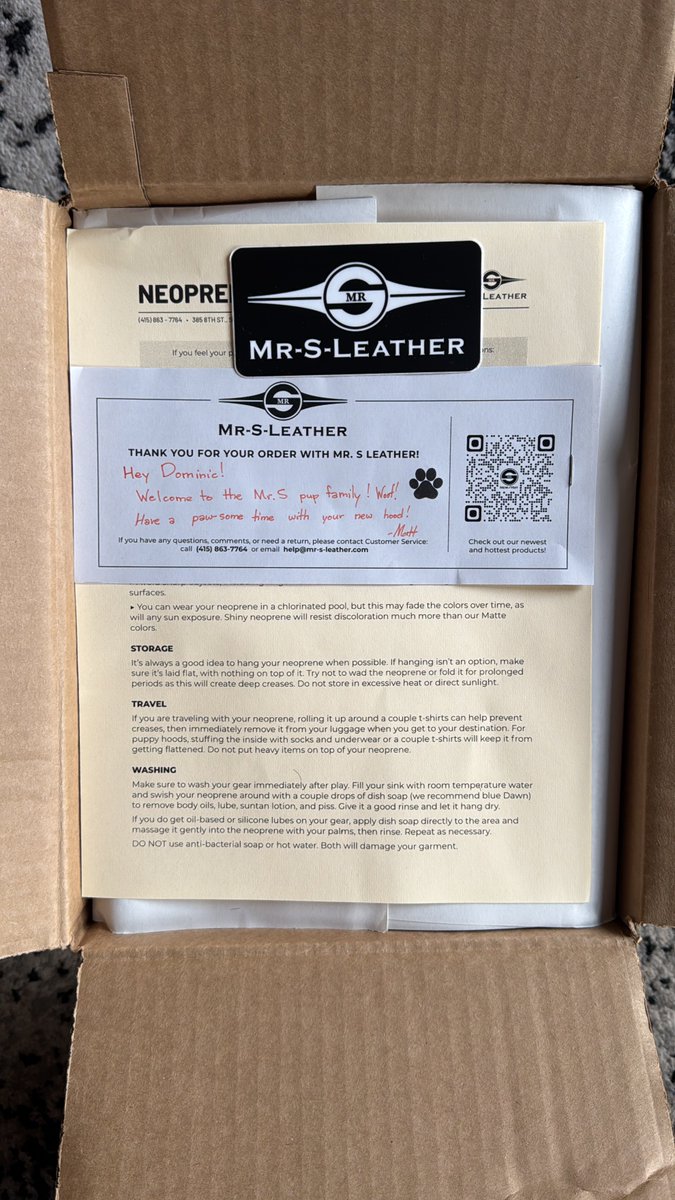 NEOPRE
(415) 863 - 7764 • 385 8TH ST., S
LEATHER
If you feel your p
ns:
MR
MR-S-LEATHER
MR
MR-S-LEATHER
THANK YOU FOR YOUR ORDER WITH MR. S LEATHER!
Hey Dominic!
Welcome to the Mr. S pup family! Woof!
Have a paw-some time with your new hood!
-Matt
If you have any questions, comments, or need a return, please contact Customer Service:
call (415) 863-7764 or email help@mr-s-leather.com
Check out our newest
and hottest products!
surfaces.
▸ You can wear your neoprene in a chlorinated pool, but this may fade the colors over time, as
will any sun exposure. Shiny neoprene will resist discoloration much more than our Matte
colors.
STORAGE
It's always a good idea to hang your neoprene when possible. If hanging isn't an option, make
sure it's laid flat, with nothing on top of it. Try not to wad the neoprene or fold it for prolonged
periods as this will create deep creases. Do not store in excessive heat or direct sunlight.
TRAVEL
If you are traveling with your neoprene, rolling it up around a couple t-shirts can help prevent
creases, then immediately remove it from your luggage when you get to your destination. For
puppy hoods, stuffing the inside with socks and underwear or a couple t-shirts will keep it from
getting flattened. Do not put heavy items on top of your neoprene.
WASHING
Make sure to wash your gear immediately after play. Fill your sink with room temperature water
and swish your neoprene around with a couple drops of dish soap (we recommend blue Dawn)
to remove body oils, lube, suntan lotion, and piss. Give it a good rinse and let it hang dry.
If you do get oil-based or silicone lubes on your gear, apply dish soap directly to the area and
massage it gently into the neoprene with your palms, then rinse. Repeat as necessary.
DO NOT use anti-bacterial soap or hot water. Both will damage your garment.